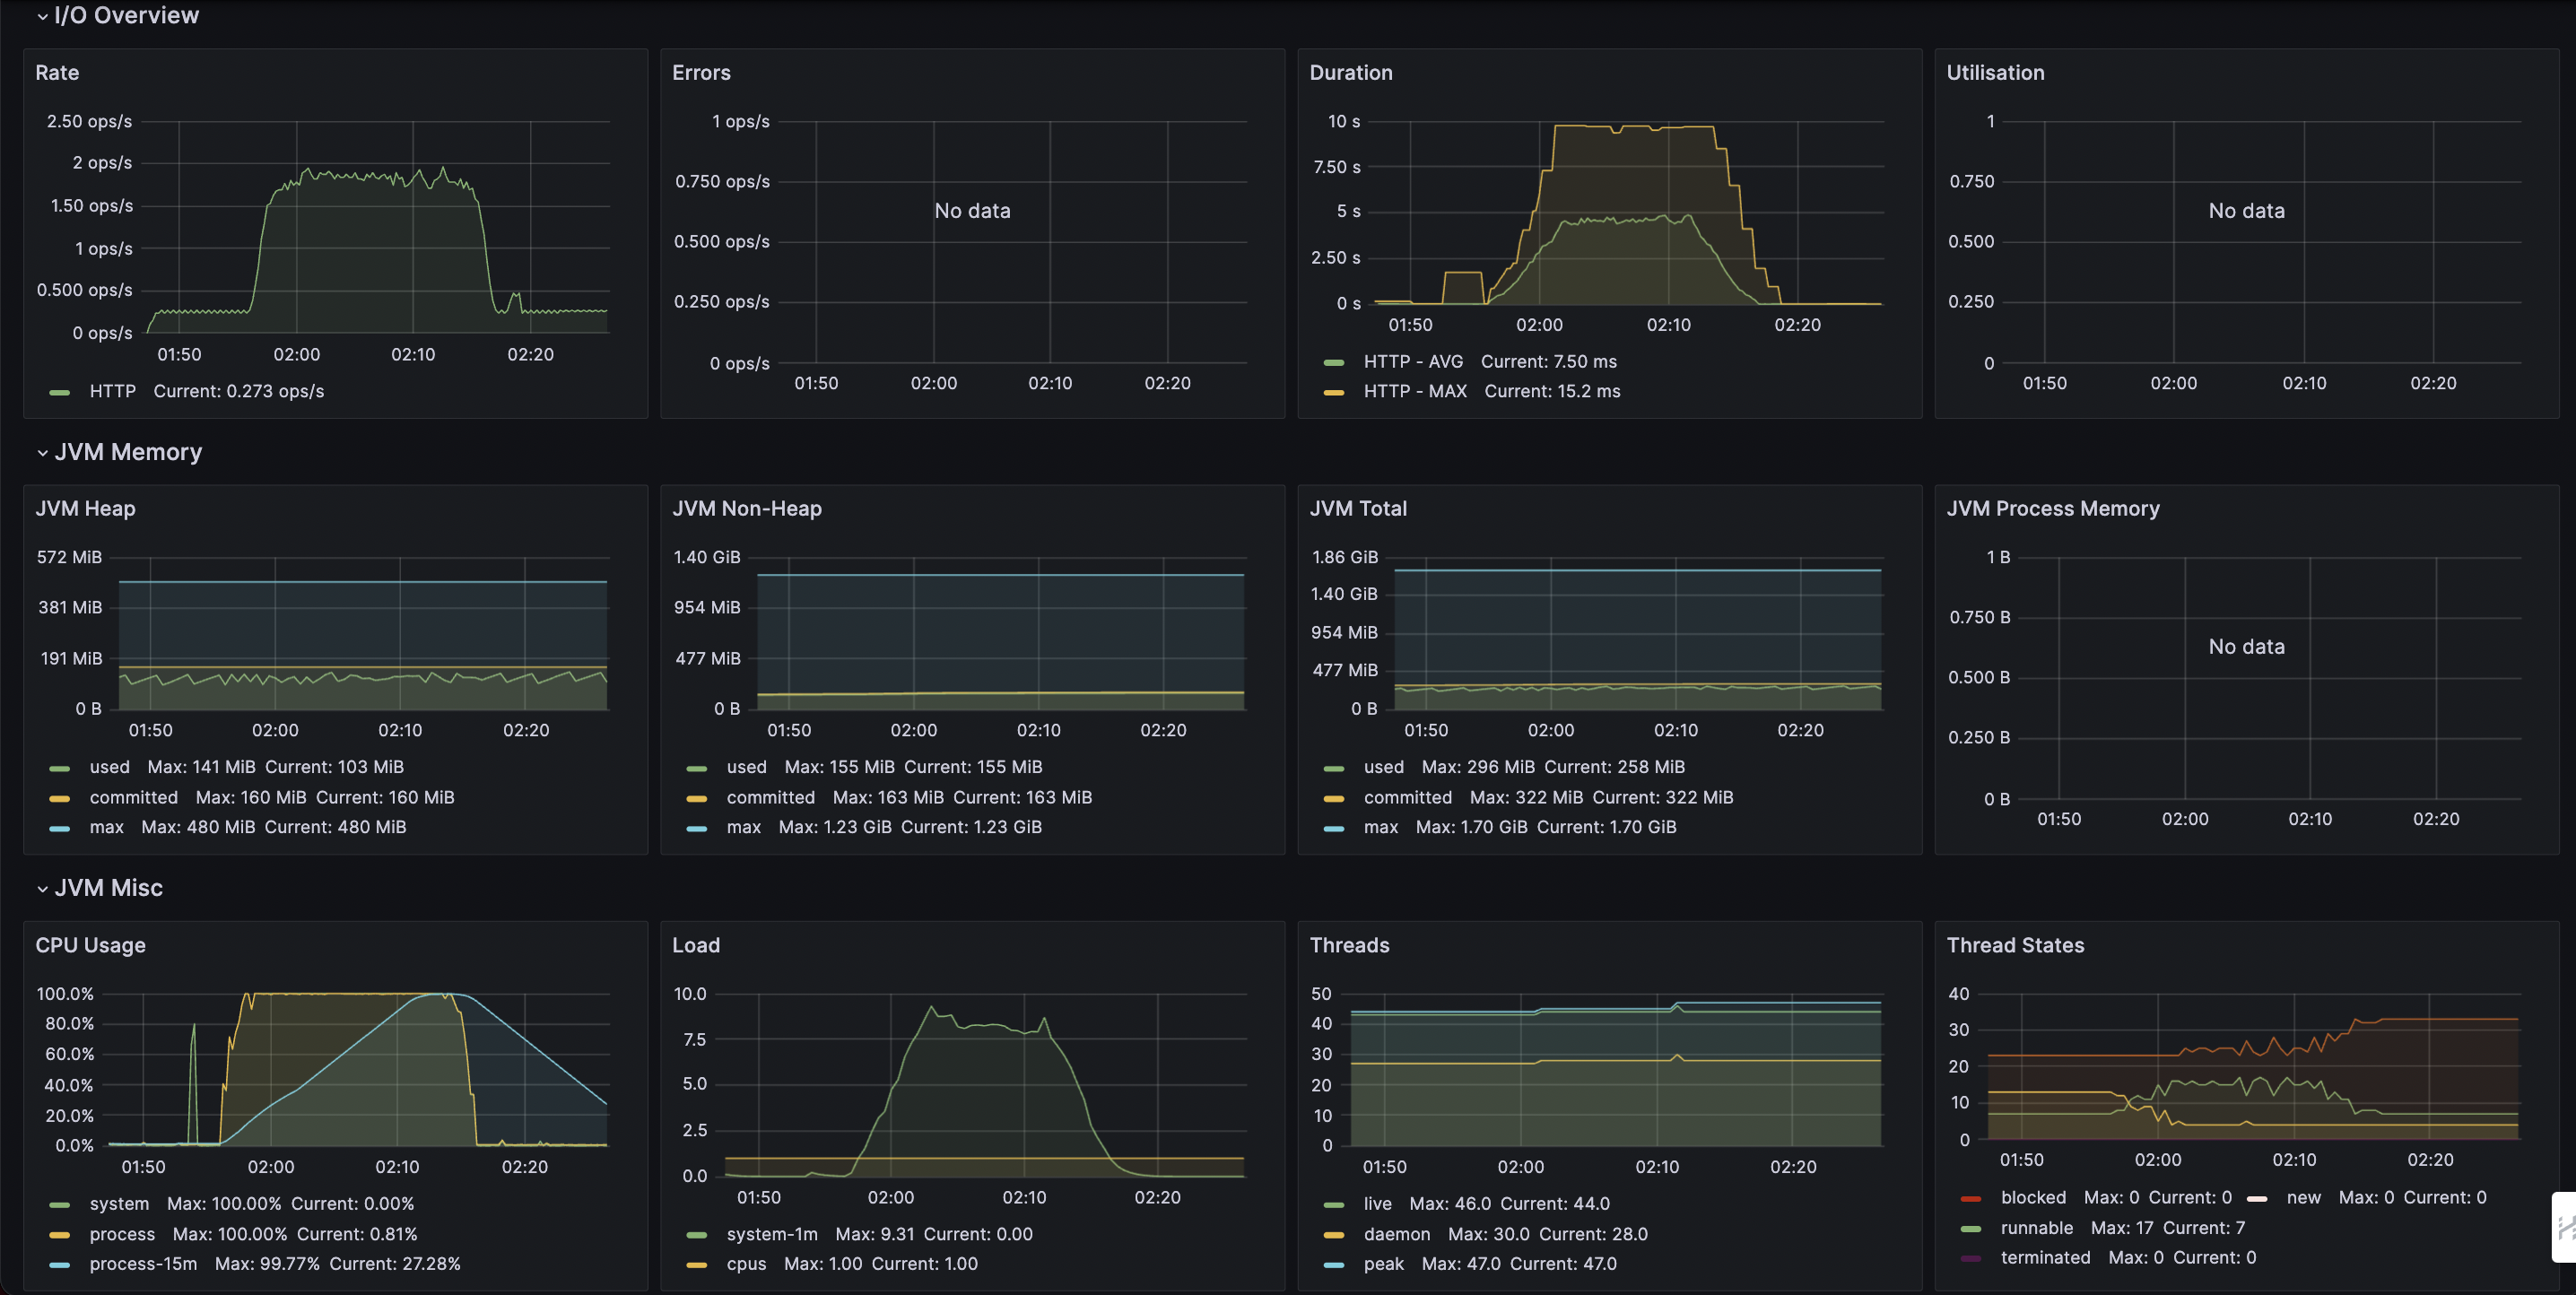 I/O Overview
Rate
2.50 ops/s
2 ops/s
1.50 ops/s
1 ops/s
0.500 ops/s
0 ops/s
01:50 02:00 02:10 02:20
HTTP Current: 0.273 ops/s
Errors
1 ops/s
0.750 ops/s
0.500 ops/s
0.250 ops/s
0 ops/s
No data
01:50 02:00 02:10 02:20
Duration
10 s
7.50 s
5 s
2.50 s
0 s
01:50 02:00 02:10 02:20
HTTP - AVG Current: 7.50 ms
HTTP - MAX Current: 15.2 ms
Utilisation
1
0.750
0.500
0.250
0
No data
01:50 02:00 02:10 02:20
JVM Memory
JVM Heap
572 MiB
381 MiB
191 MiB
0 B
01:50 02:00 02:10 02:20
used Max: 141 MiB Current: 103 MiB
committed Max: 160 MiB Current: 160 MiB
max Max: 480 MiB Current: 480 MiB
JVM Non-Heap
1.40 GiB
954 MiB
477 MiB
0 B
01:50 02:00 02:10 02:20
used Max: 155 MiB Current: 155 MiB
committed Max: 163 MiB Current: 163 MiB
max Max: 1.23 GiB Current: 1.23 GiB
JVM Total
1.86 GiB
1.40 GiB
954 MiB
477 MiB
0 B
01:50 02:00 02:10 02:20
used Max: 296 MiB Current: 258 MiB
committed Max: 322 MiB Current: 322 MiB
max Max: 1.70 GiB Current: 1.70 GiB
JVM Process Memory
1 B
0.750 B
0.500 B
0.250 B
0 B
No data
01:50 02:00 02:10 02:20
JVM Misc
CPU Usage
100.0%
80.0%
60.0%
40.0%
20.0%
0.0%
01:50 02:00 02:10 02:20
system Max: 100.00% Current: 0.00%
process Max: 100.00% Current: 0.81%
process-15m Max: 99.77% Current: 27.28%
Load
10.0
7.5
5.0
2.5
0.0
01:50 02:00 02:10 02:20
system-1m Max: 9.31 Current: 0.00
cpus Max: 1.00 Current: 1.00
Threads
50
40
30
20
10
0
01:50 02:00 02:10 02:20
live Max: 46.0 Current: 44.0
daemon Max: 30.0 Current: 28.0
peak Max: 47.0 Current: 47.0
Thread States
40
30
20
10
0
01:50 02:00 02:10 02:20
blocked Max: 0 Current: 0 new Max: 0 Current: 0
runnable Max: 17 Current: 7
terminated Max: 0 Current: 0